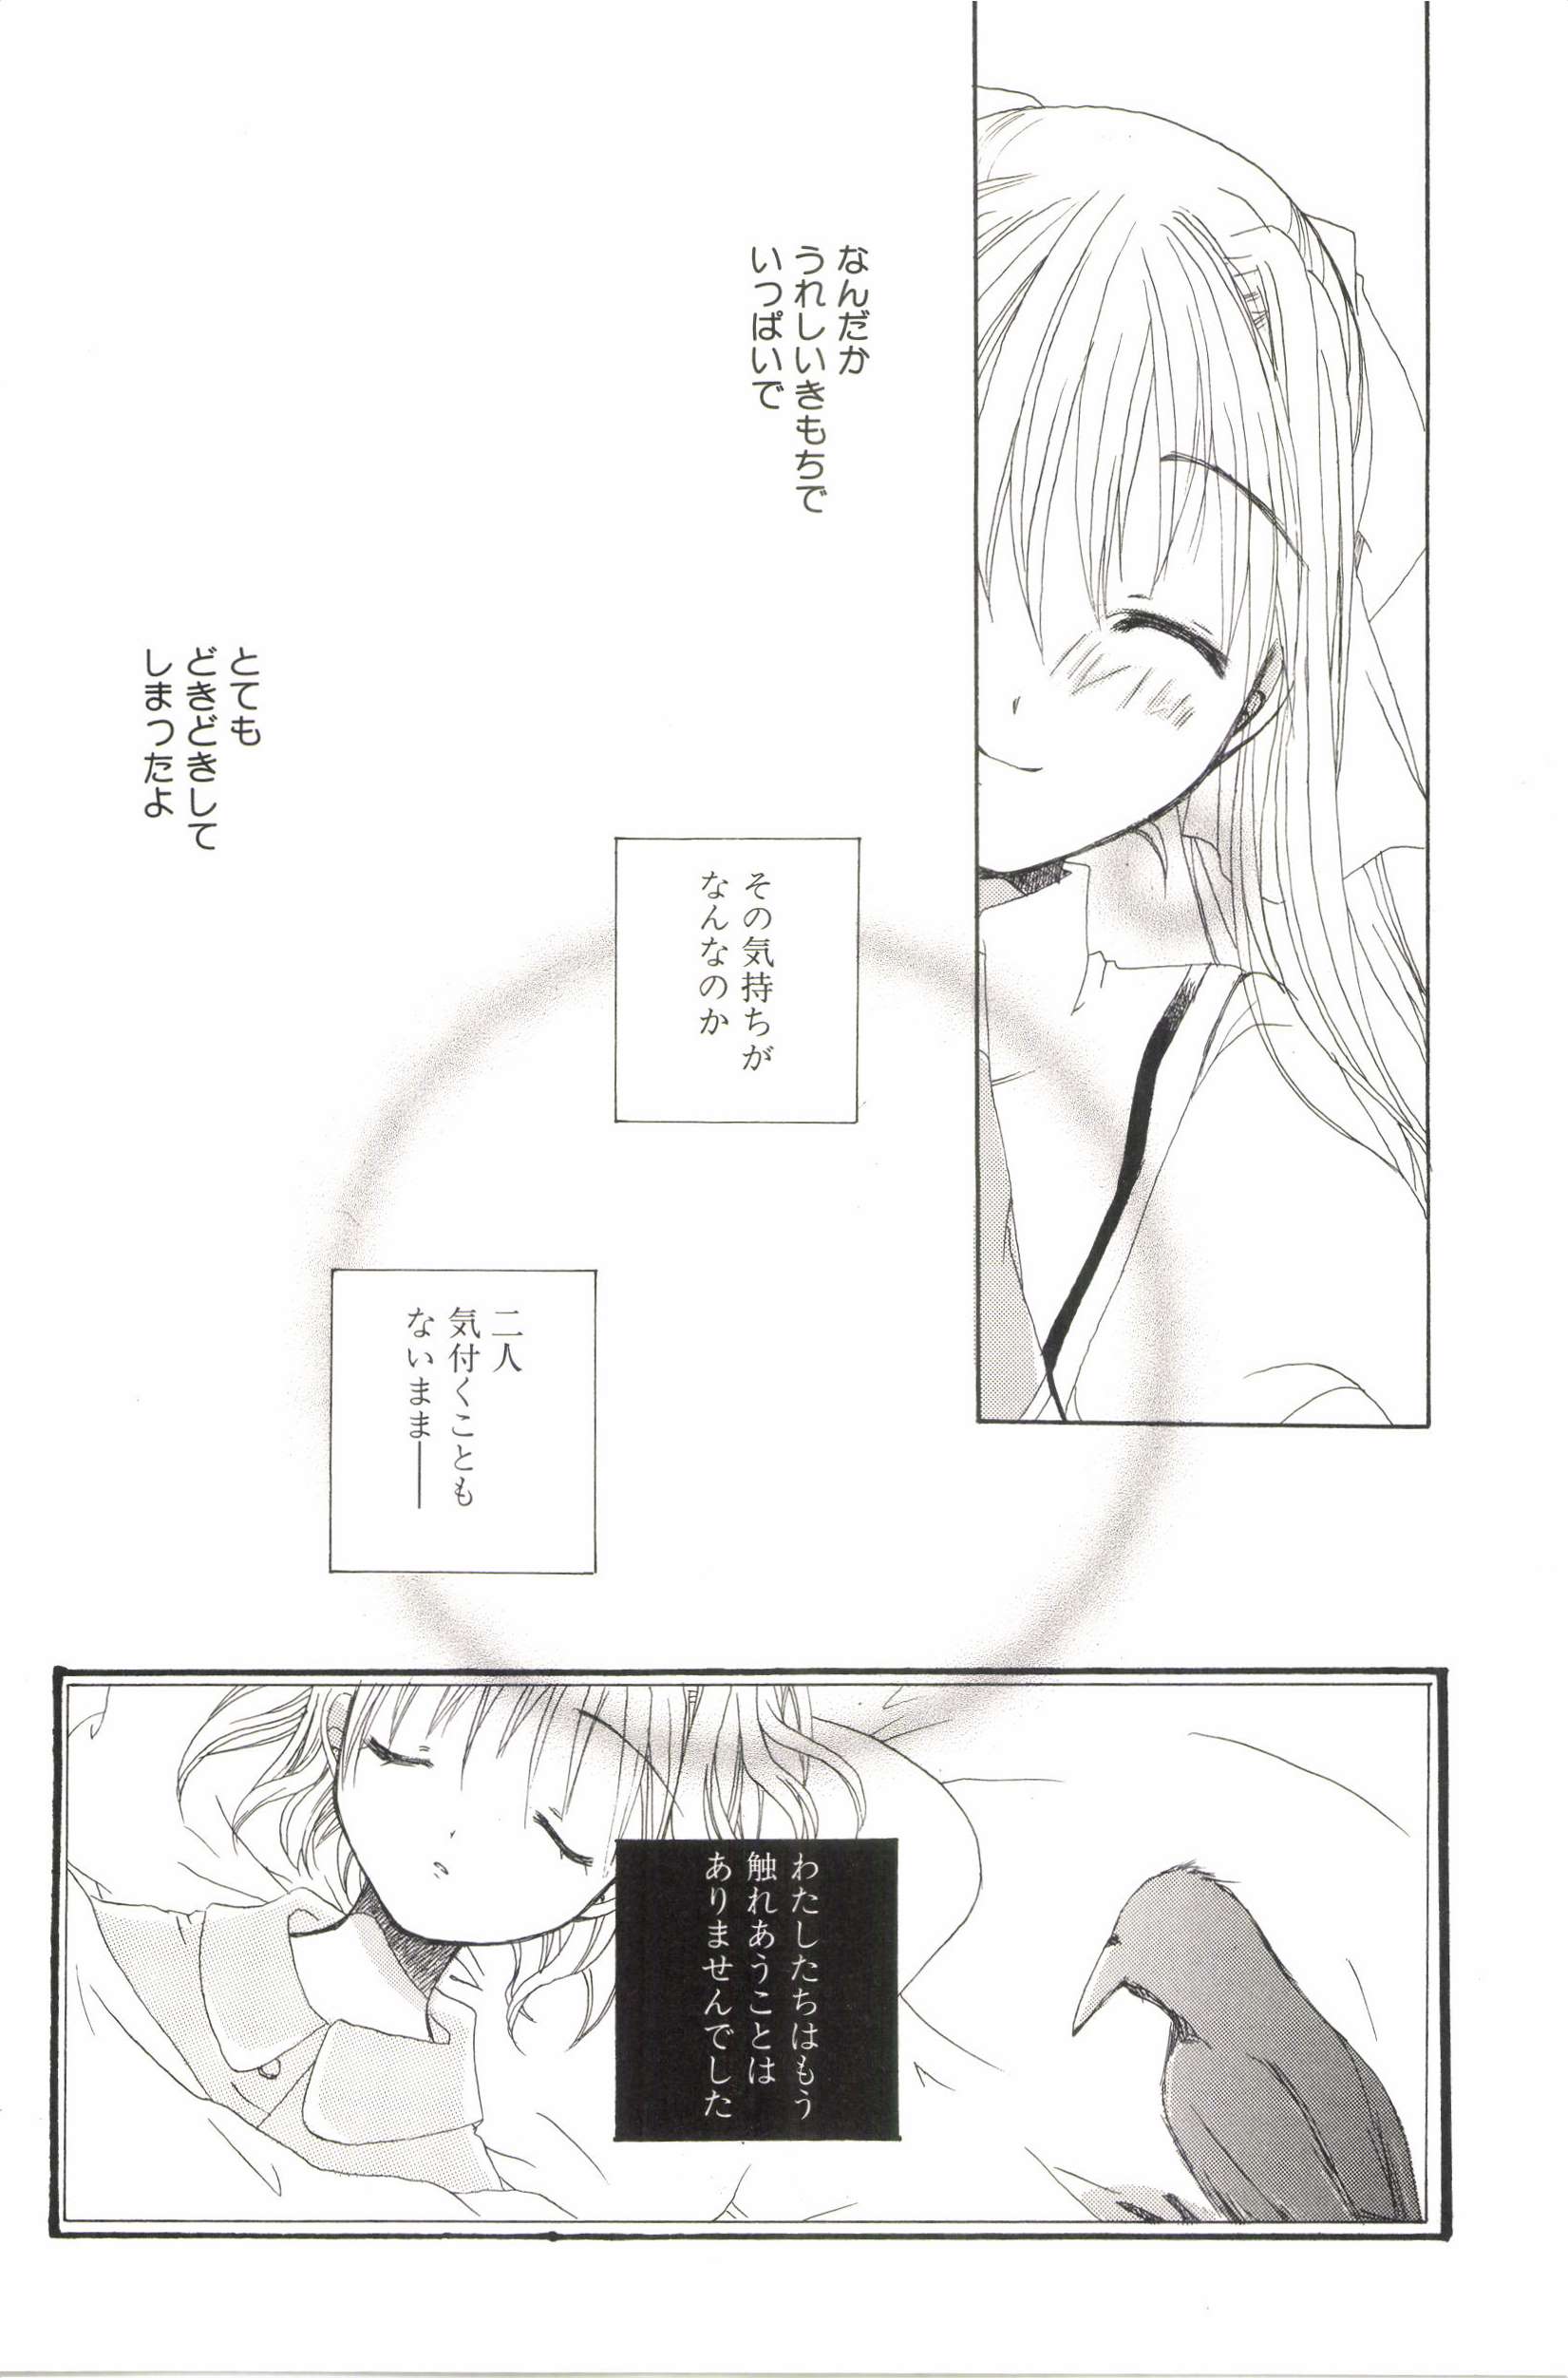 なんだか
うれしいきもちで
いっぱいで
とても
どきどきして
しまったよ
その気持ちが
なんなのか
二人
気付くことも
ないまま――
わたしたちはもう
触れあうことは
ありませんでした